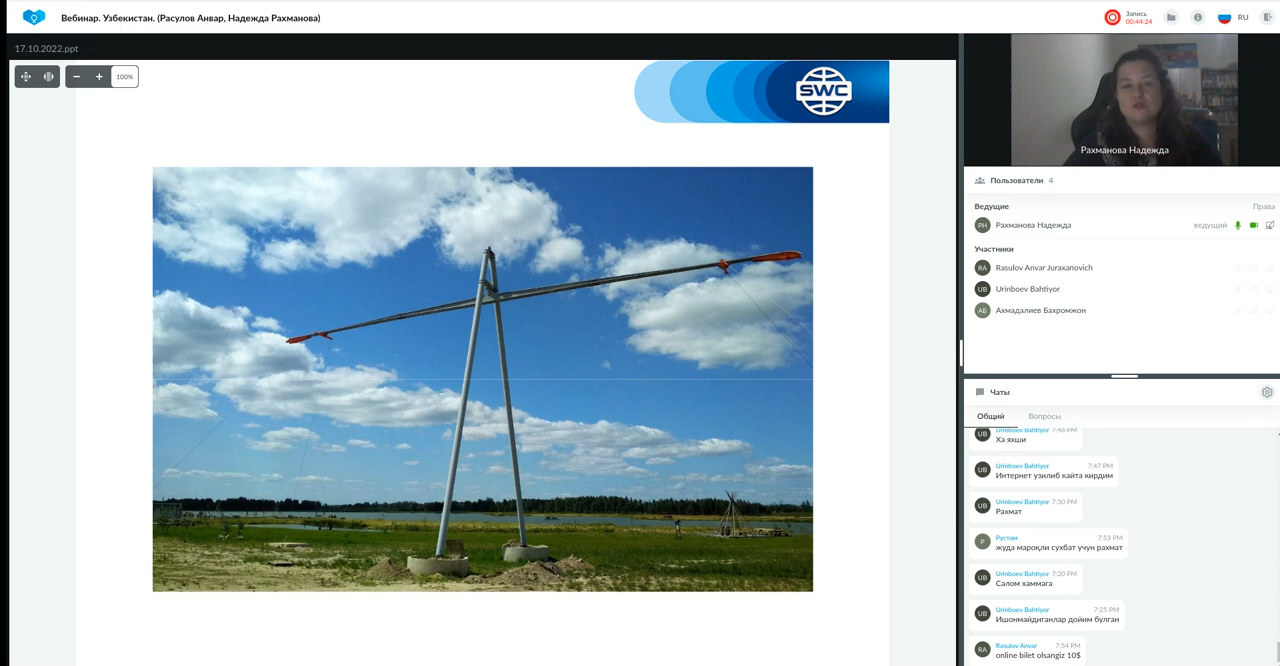 Вебинар. Узбекистан. (Расулов Анвар, Надежда Рахманова)
Запись
00:44:24
RU
17.10.2022.ppt
100%
SWC
Рахманова Надежда
Пользователи 4
Ведущие Права
РН Рахманова Надежда ведущий
Участники
RA Rasulov Anvar Juraxanovich
UB Urinboev Bahtiyor
АБ Ахмадалиев Бахромжон
Чаты
Общий Вопросы
UB Urinboev Bahtiyor 7:46 PM
Ха яхши
UB Urinboev Bahtiyor 7:47 PM
Интернет узилиб кайта кирдим
UB Urinboev Bahtiyor 7:50 PM
Рахмат
Р Рустам 7:53 PM
жуда мароқли сухбат учун рахмат
UB Urinboev Bahtiyor 7:20 PM
Салом хаммага
UB Urinboev Bahtiyor 7:25 PM
Ишонмайдиганлар дойим булган
RA Rasulov Anvar 7:54 PM
online bilet olsangiz 10$